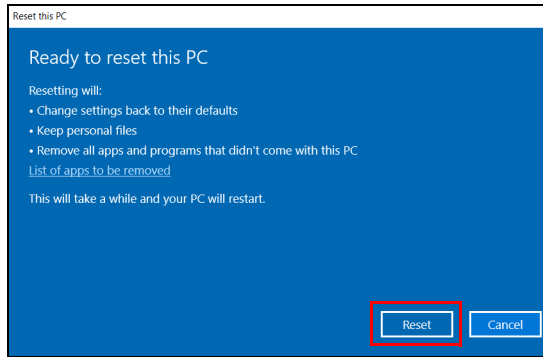 Reset this PC
Ready to reset this PC
Resetting will:
• Change settings back to their defaults
• Keep personal files
• Remove all apps and programs that didn't come with this PC
List of apps to be removed
This will take a while and your PC will restart.
Reset Cancel